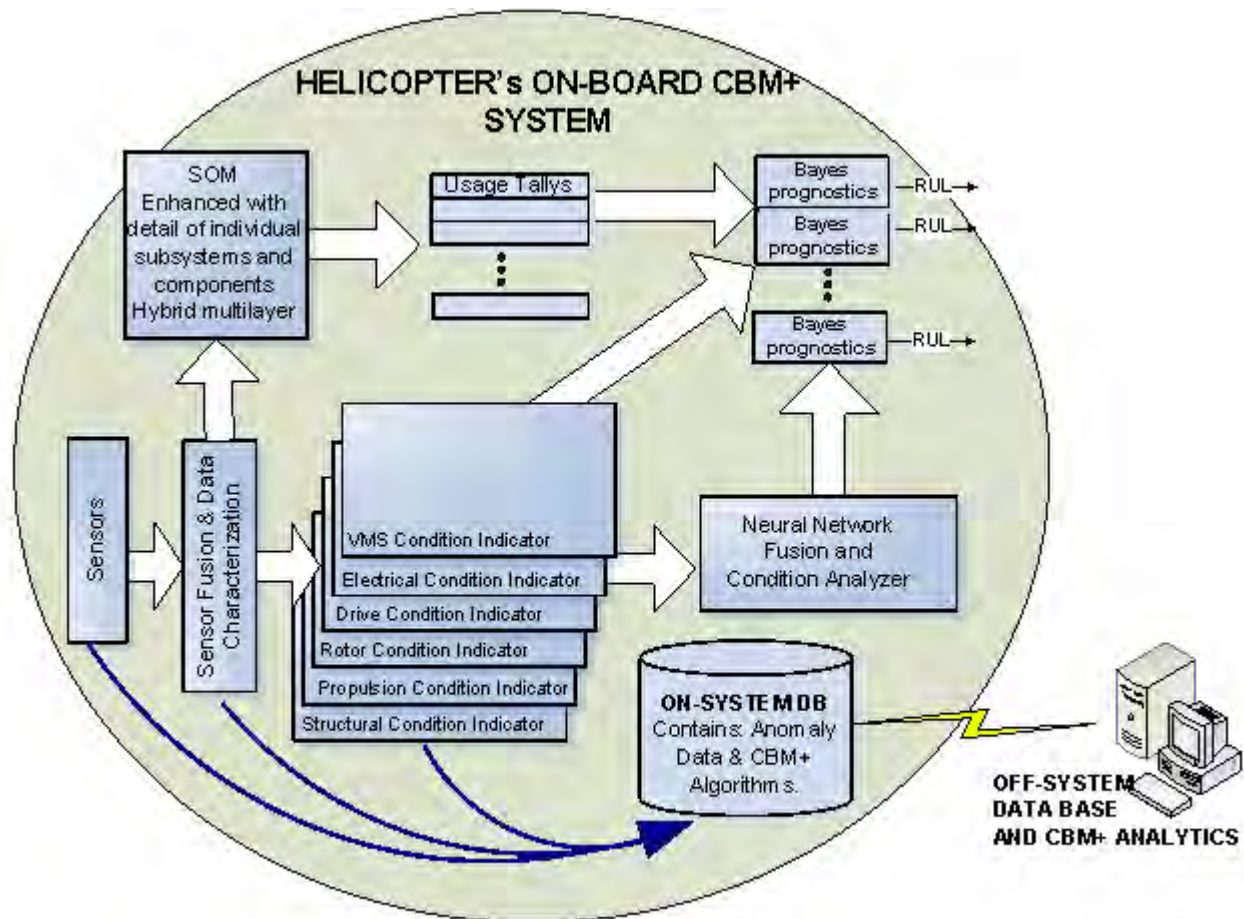 HELICOPTER's ON-BOARD CBM+
SYSTEM
SOM
Enhanced with
detail of individual
subsystems and
components
Hybrid multilayer
Usage Tallys
Bayes
prognostics
RUL
Bayes
prognostics
RUL
Bayes
prognostics
RUL
Sensors
Sensor Fusion & Data
Characterization
VMS Condition Indicator
Electrical Condition Indicator
Drive Condition Indicator
Rotor Condition Indicator
Propulsion Condition Indicator
Structural Condition Indicator
Neural Network
Fusion and
Condition Analyzer
ON-SYSTEM DB
Contains: Anomaly
Data & CBM+
Algorithms.
OFF-SYSTEM
DATA BASE
AND CBM+ ANALYTICS